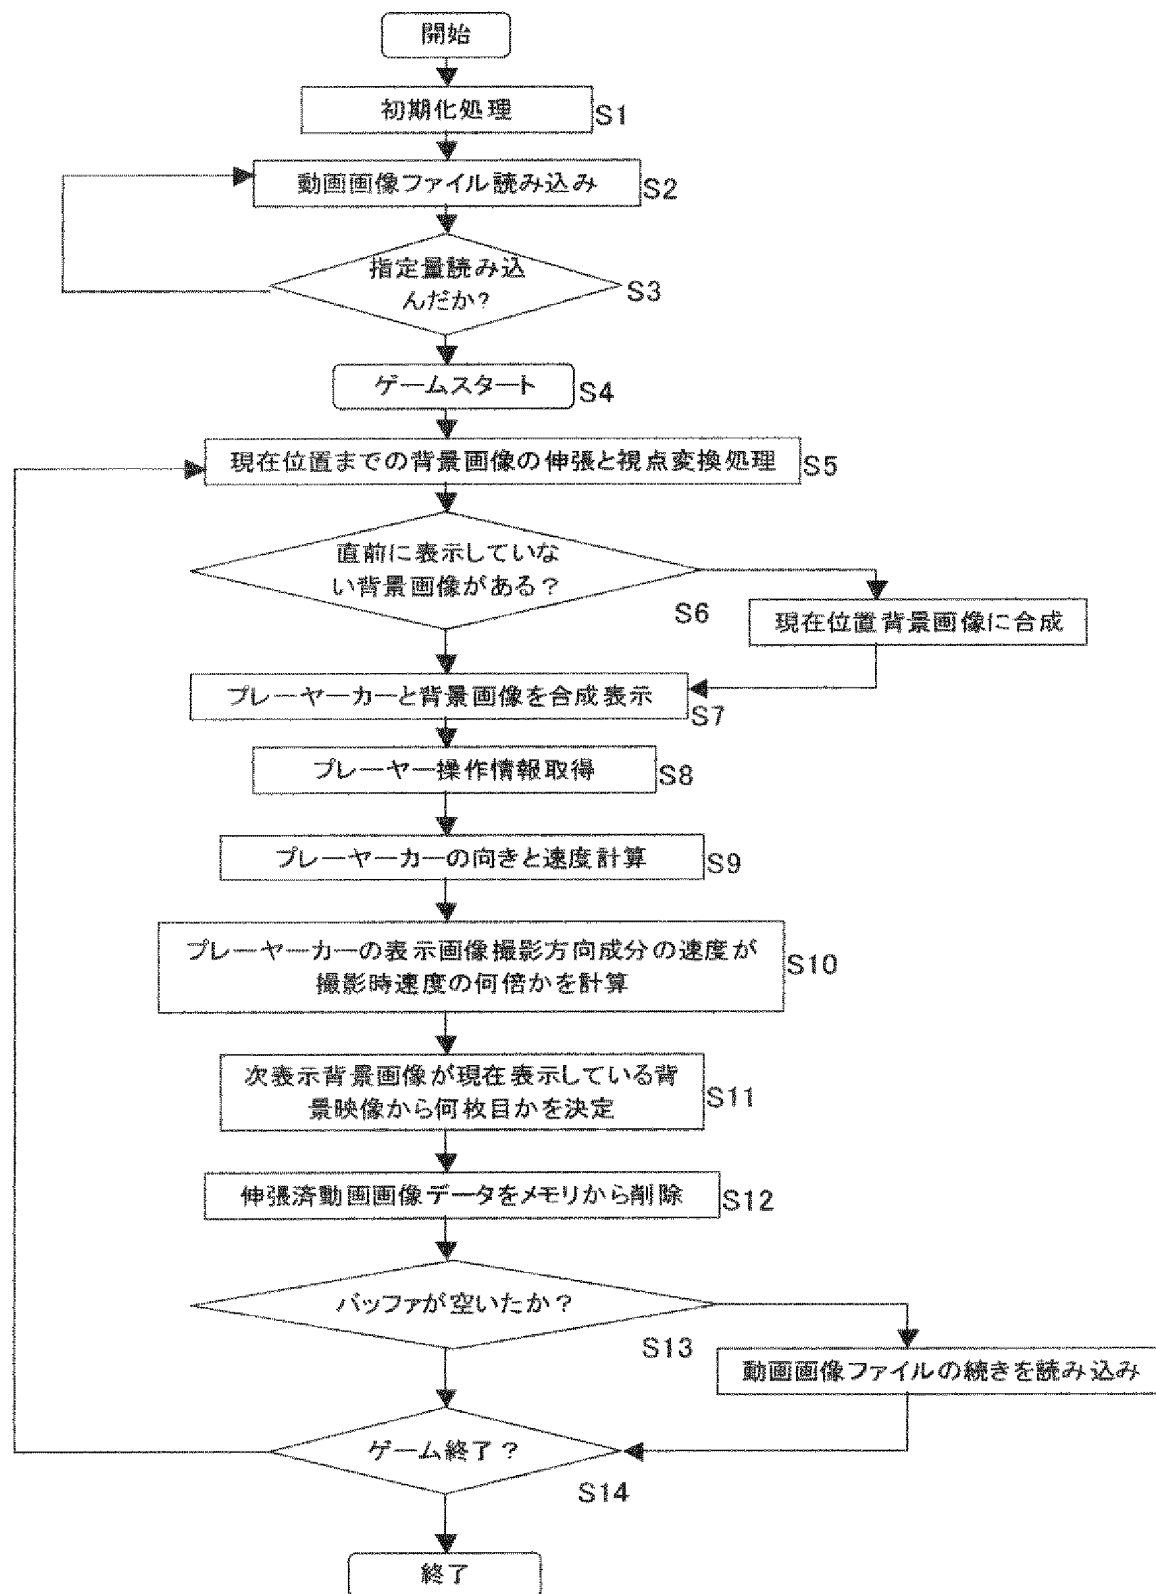 開始
初期化処理
S1
動画画像ファイル読み込み
S2
指定量読み込
んだか?
S3
ゲームスタート
S4
現在位置までの背景画像の伸張と視点変換処理
S5
直前に表示していな
い背景画像がある?
S6
現在位置背景画像に合成
プレーヤーカーと背景画像を合成表示
S7
プレーヤー操作情報取得
S8
プレーヤーカーの向きと速度計算
S9
プレーヤーカーの表示画像撮影方向成分の速度が
撮影時速度の何倍かを計算
S10
次表示背景画像が現在表示している背
景映像から何枚目かを決定
S11
伸張済動画画像データをメモリから削除
S12
バッファが空いたか?
S13
動画画像ファイルの続きを読み込み
ゲーム終了?
S14
終了